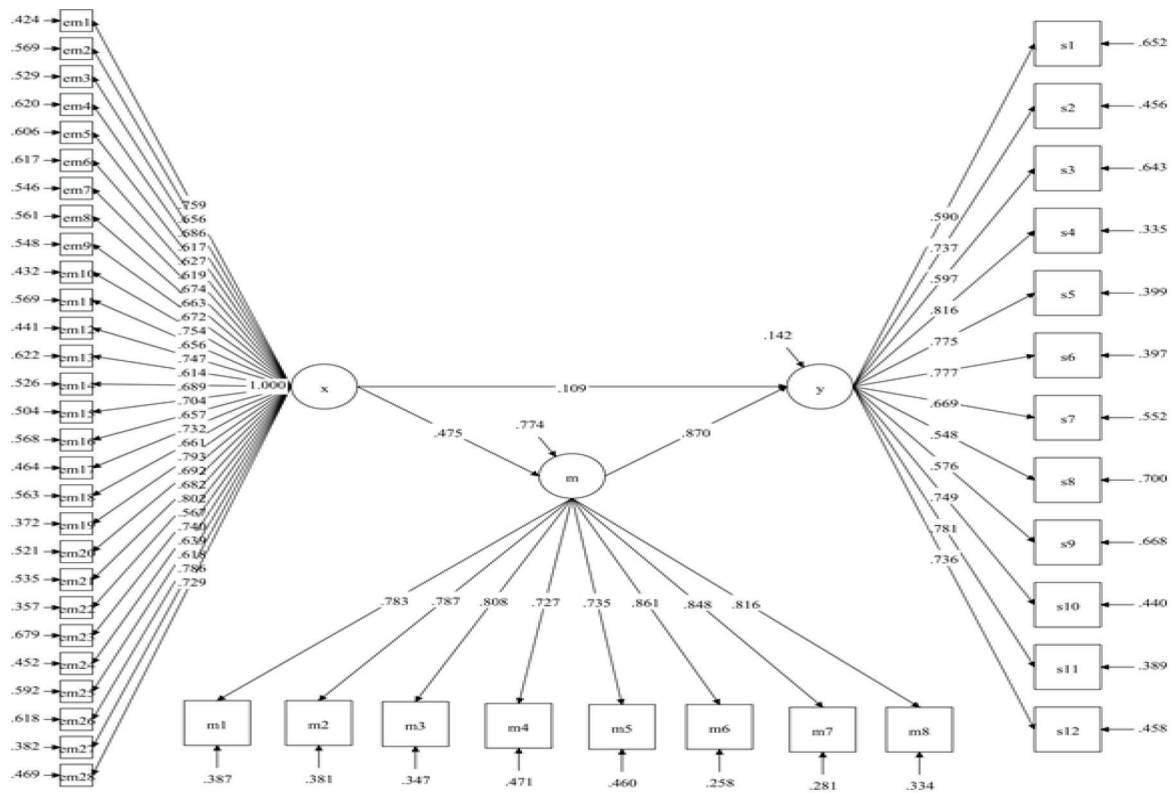 .424 em1
.569 em2
.529 em3
.620 em4
.606 em5
.617 em6
.546 em7
.561 em8
.548 em9
.432 em10
.569 em11
.441 em12
.622 em13
.526 em14
.504 em15
.568 em16
.464 em17
.563 em18
.372 em19
.521 em20
.535 em21
.357 em22
.679 em23
.452 em24
.592 em25
.618 em26
.382 em27
.469 em28
.759
.656
.686
.617
.627
.619
.674
.663
.672
.754
.656
.747
.614
.689
.704
.657
.732
.661
.793
.692
.682
.802
.567
.740
.639
.618
.786
.729
1.000
x
.109
.475
.774
m
.870
.142
y
.783 .787 .808 .727 .735 .861 .848 .816
m1 m2 m3 m4 m5 m6 m7 m8
.387 .381 .347 .471 .460 .258 .281 .334
.590
.737
.597
.816
.775
.777
.669
.548
.576
.749
.781
.736
s1 .652
s2 .456
s3 .643
s4 .335
s5 .399
s6 .397
s7 .552
s8 .700
s9 .668
s10 .440
s11 .389
s12 .458